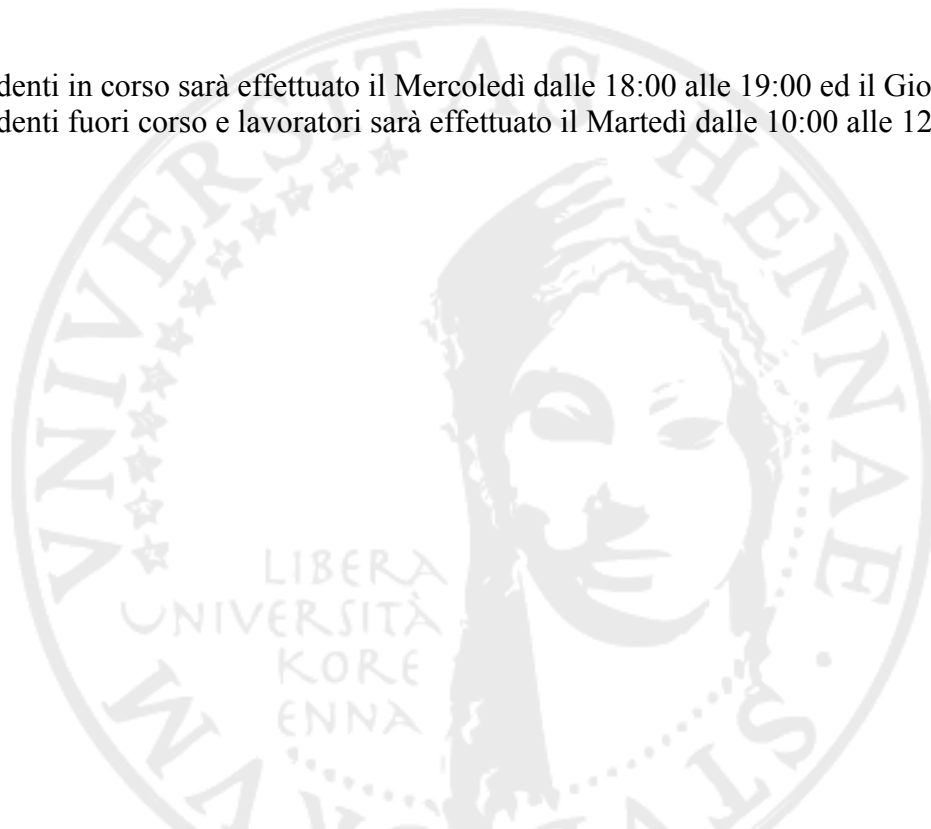 denti in corso sarà effettuato il Mercoledì dalle 18:00 alle 19:00 ed il Gio
denti fuori corso e lavoratori sarà effettuato il Martedì dalle 10:00 alle 12
VNIVERSITAS HENNAE ·
LIBERA
UNIVERSITÀ
KORE
ENNA